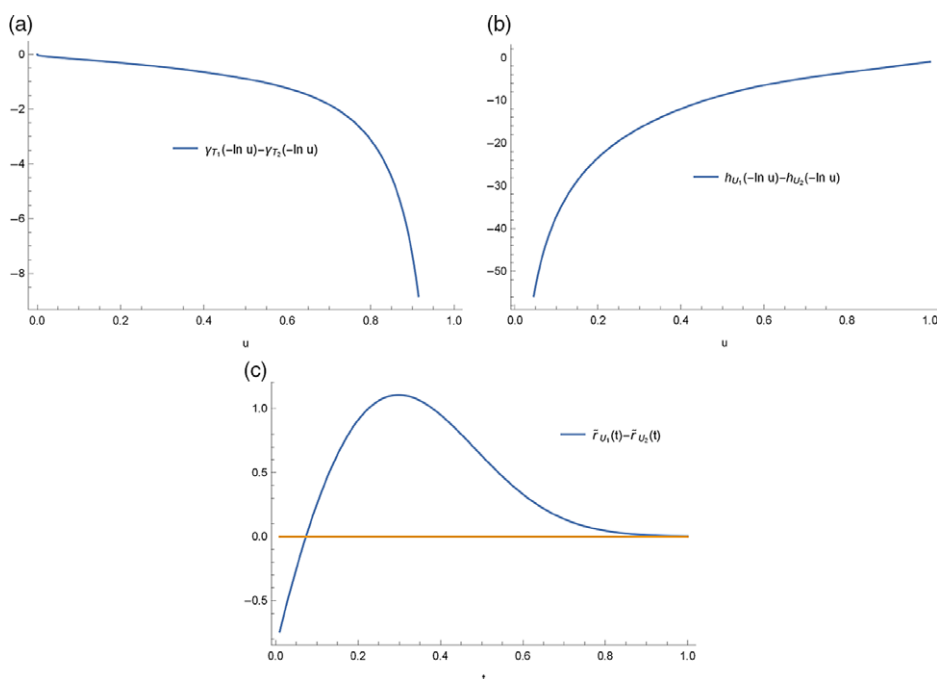 (a)
0
−2
−4
−6
−8
γT₁(−ln u)−γT₂(−ln u)
0.0 0.2 0.4 0.6 0.8 1.0
u
(b)
0
−10
−20
−30
−40
−50
hU₁(−ln u)−hU₂(−ln u)
0.0 0.2 0.4 0.6 0.8 1.0
u
(c)
1.0
0.5
0.0
−0.5
r̃U₁(t)−r̃U₂(t)
0.0 0.2 0.4 0.6 0.8 1.0